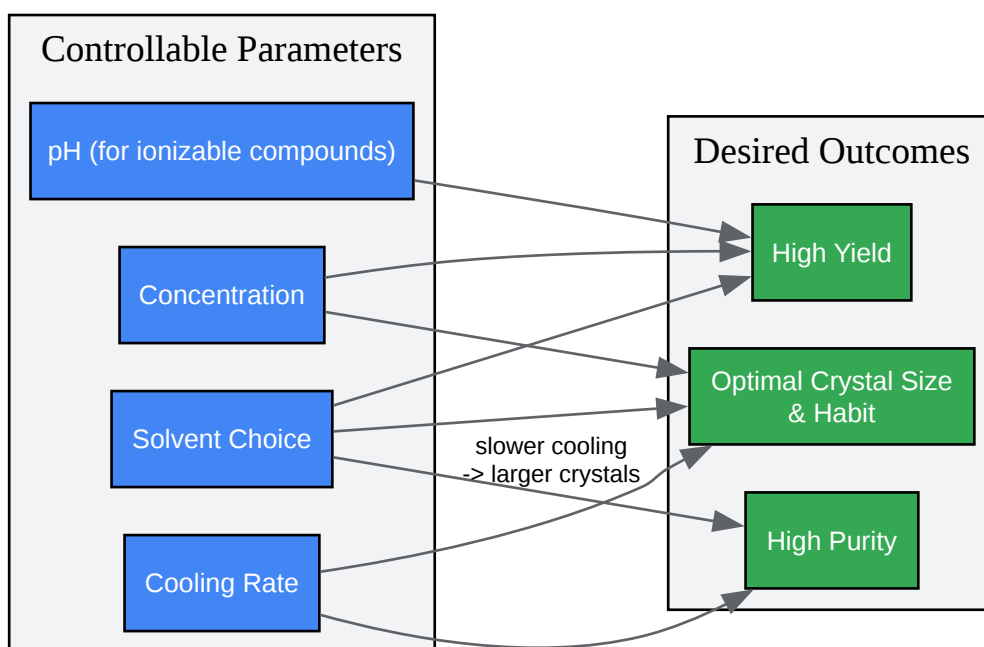 Controllable Parameters
pH (for ionizable compounds)
Concentration
Solvent Choice
Cooling Rate
slower cooling
-> larger crystals
Desired Outcomes
High Yield
Optimal Crystal Size
& Habit
High Purity